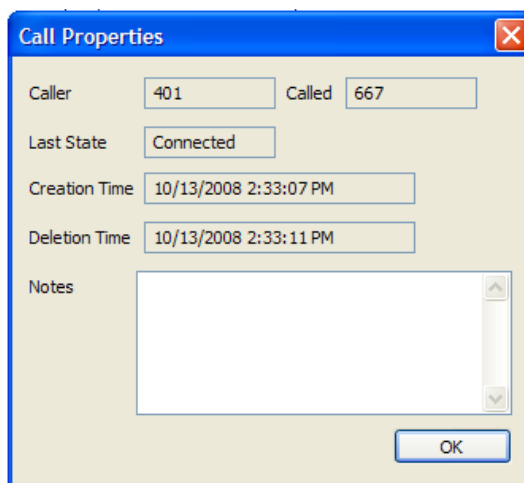 Call Properties
Caller 401 Called 667
Last State Connected
Creation Time 10/13/2008 2:33:07 PM
Deletion Time 10/13/2008 2:33:11 PM
Notes
OK